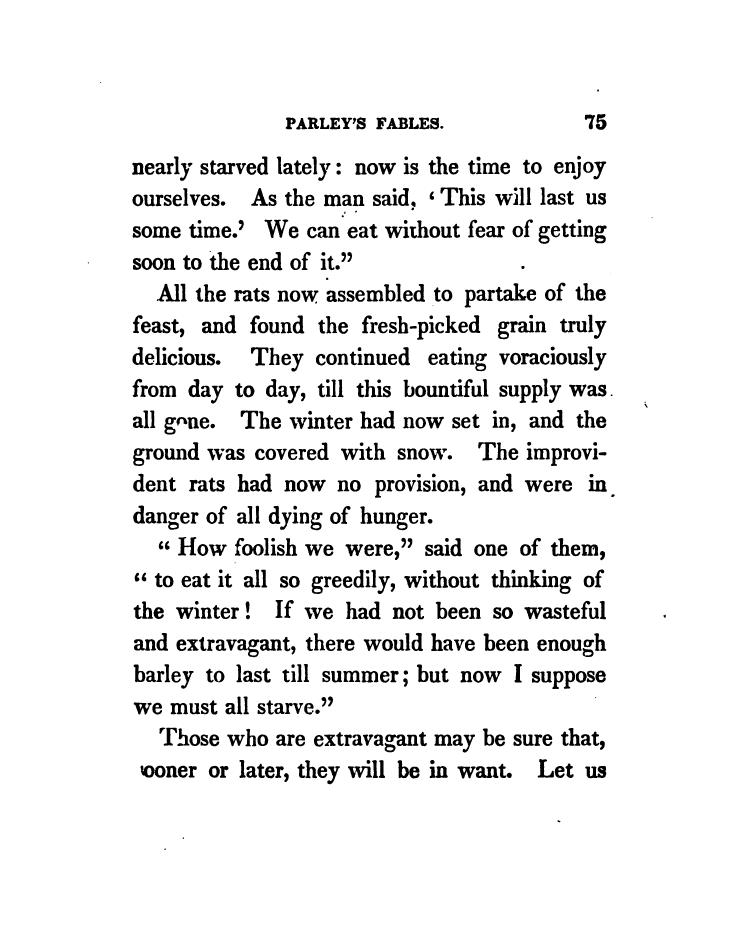 PARLEY'S FABLES. 75
nearly starved lately : now is the time to enjoy
ourselves. As the man said, ‘ This will last us
some time.’ We can eat without fear of getting
soon to the end of it.”
All the rats now assembled to partake of the
feast, and found the fresh-picked grain truly
delicious. They continued eating voraciously
from day to day, till this bountiful supply was
all gone. The winter had now set in, and the
ground was covered with snow. The improvi-
dent rats had now no provision, and were in
danger of all dying of hunger.
“ How foolish we were,” said one of them,
“ to eat it all so greedily, without thinking of
the winter ! If we had not been so wasteful
and extravagant, there would have been enough
barley to last till summer ; but now I suppose
we must all starve.”
Those who are extravagant may be sure that,
sooner or later, they will be in want. Let us